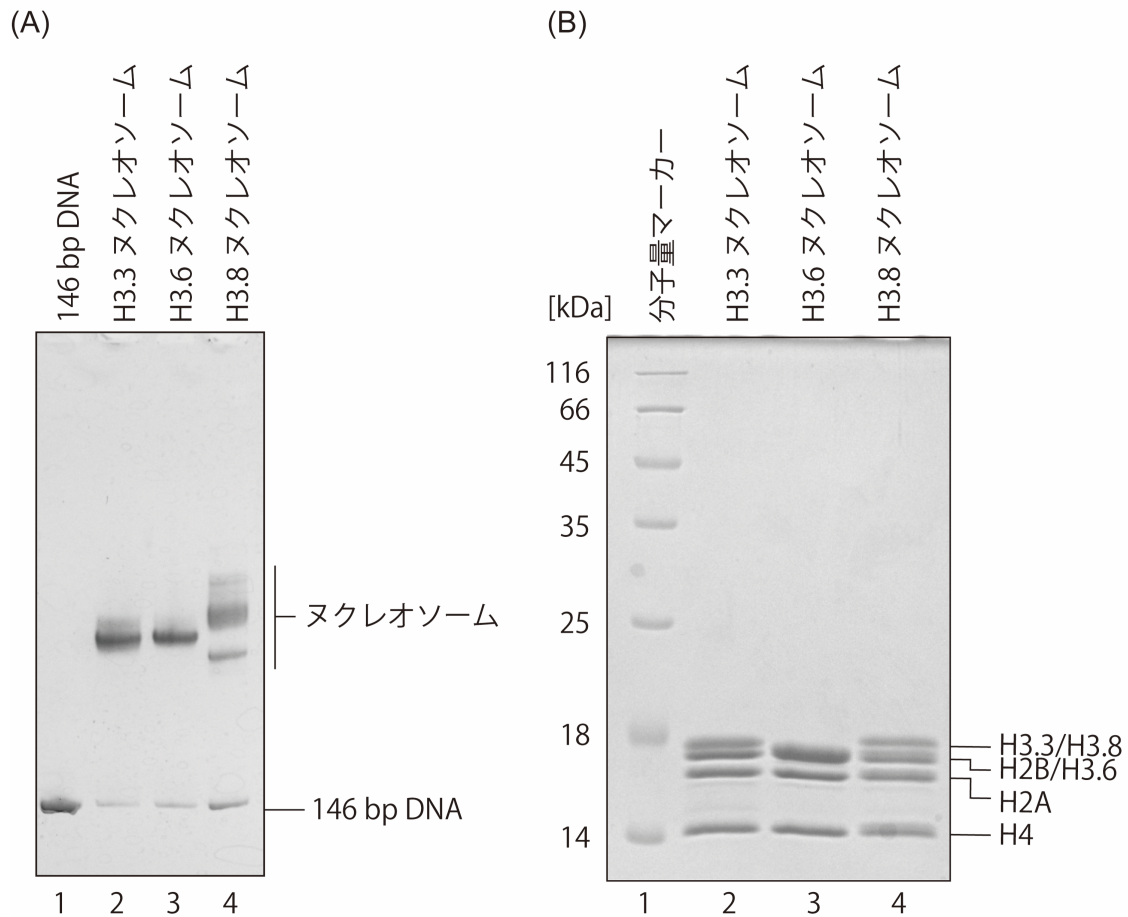 (A)
146 bp DNA
H3.3 ヌクレオソーム
H3.6 ヌクレオソーム
H3.8 ヌクレオソーム
ヌクレオソーム
146 bp DNA
1 2 3 4
(B)
[kDa]
分子量マーカー
H3.3 ヌクレオソーム
H3.6 ヌクレオソーム
H3.8 ヌクレオソーム
116
66
45
35
25
18
14
H3.3/H3.8
H2B/H3.6
H2A
H4
1 2 3 4